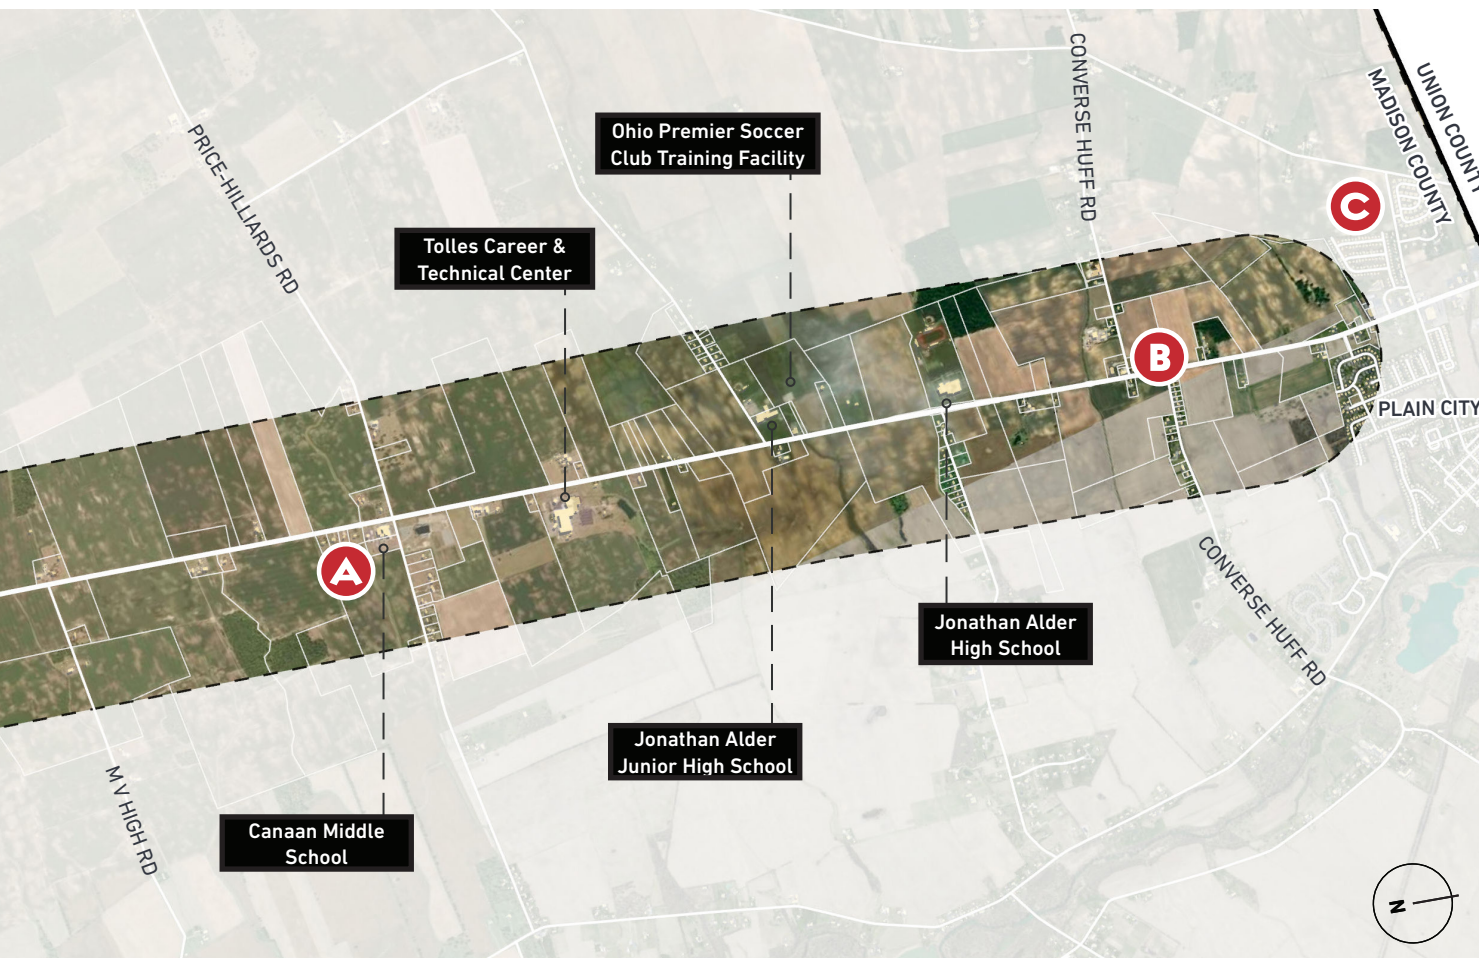 CONVERSE HUFF RD
UNION COUNTY
MADISON COUNTY
PRICE-HILLIARDS RD
Ohio Premier Soccer
Club Training Facility
C
Tolles Career &
Technical Center
B
PLAIN CITY
A
CONVERSE HUFF RD
Jonathan Alder
High School
Jonathan Alder
Junior High School
M V HIGH RD
Canaan Middle
School
N